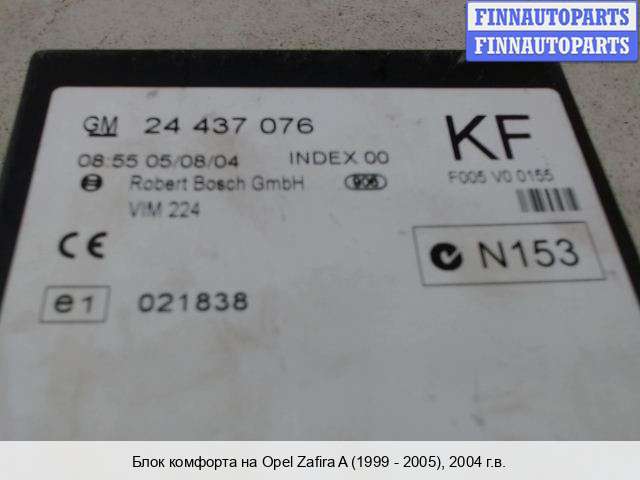 FINNAUTOPARTS
FINNAUTOPARTS
GM 24 437 076
KF
08:55 05/08/04 INDEX 00
F005 V0 0155
Robert Bosch GmbH
VIM 224
CE
N153
e1 021838
Блок комфорта на Opel Zafira A (1999 - 2005), 2004 г.в.